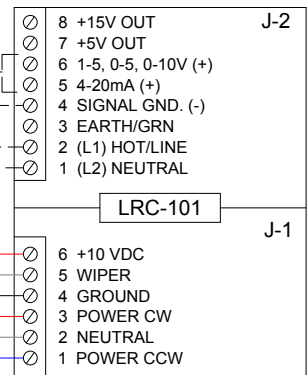 J-2
8 +15V OUT
7 +5V OUT
6 1-5, 0-5, 0-10V (+)
5 4-20mA (+)
4 SIGNAL GND. (-)
3 EARTH/GRN
2 (L1) HOT/LINE
1 (L2) NEUTRAL
LRC-101
J-1
6 +10 VDC
5 WIPER
4 GROUND
3 POWER CW
2 NEUTRAL
1 POWER CCW